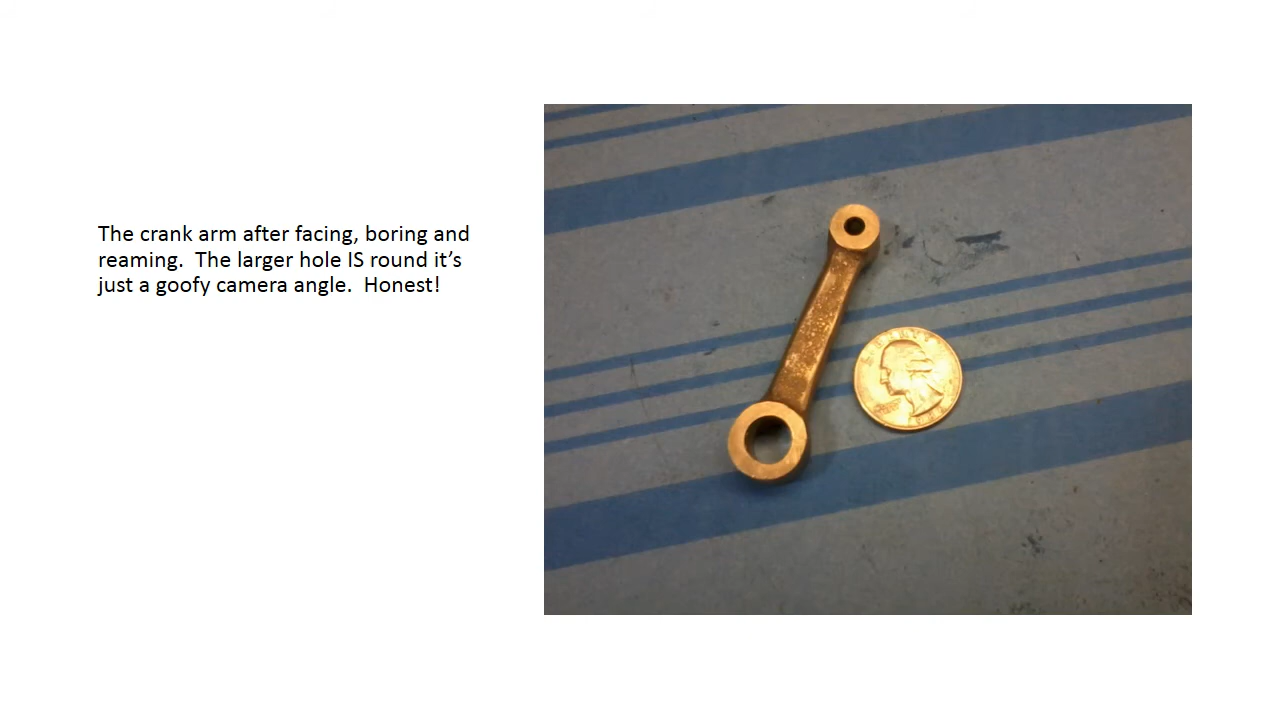 The crank arm after facing, boring and
reaming.  The larger hole IS round it’s
just a goofy camera angle.  Honest!